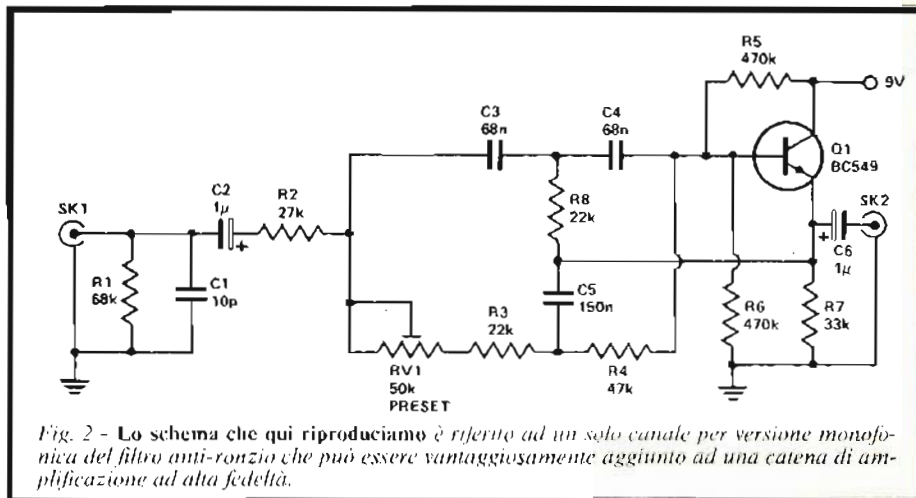 R5
470k
9V
C3
68n
C4
68n
Q1
BC549
C2
1µ
R2
27k
SK1
R8
22k
SK2
C6
1µ
R1
68k
C1
10p
C5
150n
R3
22k
R6
470k
R7
33k
RV1
50k
PRESET
R4
47k
Fig. 2 - Lo schema che qui riproduciamo è riferito ad un solo canale per versione monofo-
nica del filtro anti-ronzio che può essere vantaggiosamente aggiunto ad una catena di am-
plificazione ad alta fedeltà.